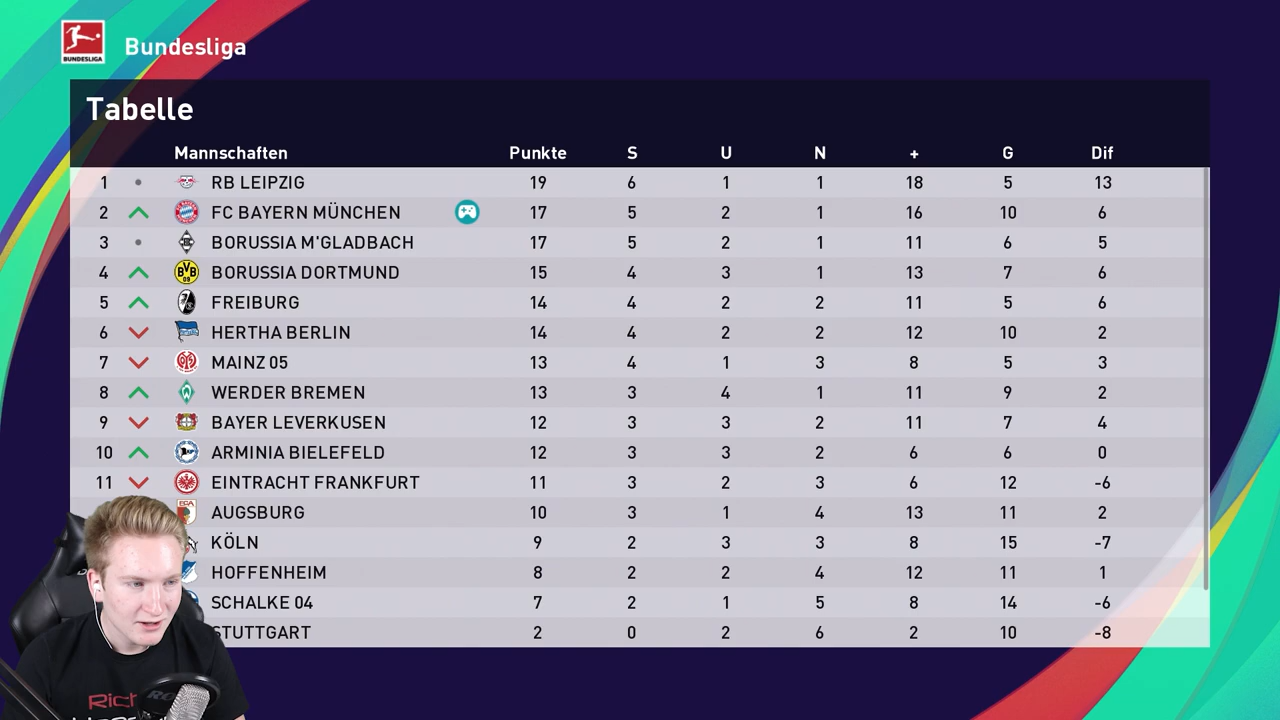 BUNDESLIGA
Bundesliga
Tabelle
Mannschaften Punkte S U N + G Dif
1 RB LEIPZIG 19 6 1 1 18 5 13
2 FC BAYERN MÜNCHEN 17 5 2 1 16 10 6
3 BORUSSIA M'GLADBACH 17 5 2 1 11 6 5
4 BVB 09 BORUSSIA DORTMUND 15 4 3 1 13 7 6
5 FREIBURG 14 4 2 2 11 5 6
6 HERTHA BERLIN 14 4 2 2 12 10 2
7 MAINZ 05 13 4 1 3 8 5 3
8 WERDER BREMEN 13 3 4 1 11 9 2
9 BAYER LEVERKUSEN 12 3 3 2 11 7 4
10 ARMINIA BIELEFELD 12 3 3 2 6 6 0
11 EINTRACHT FRANKFURT 11 3 2 3 6 12 -6
FCA AUGSBURG 10 3 1 4 13 11 2
KÖLN 9 2 3 3 8 15 -7
HOFFENHEIM 8 2 2 4 12 11 1
SCHALKE 04 7 2 1 5 8 14 -6
STUTTGART 2 0 2 6 2 10 -8